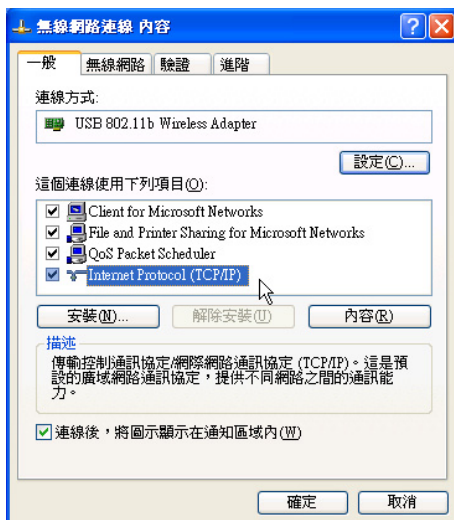 無線網路連線 內容
一般 無線網路 驗證 進階
連線方式:
USB 802.11b Wireless Adapter
設定(C)...
這個連線使用下列項目(O):
Client for Microsoft Networks
File and Printer Sharing for Microsoft Networks
QoS Packet Scheduler
Internet Protocol (TCP/IP)
安裝(N)... 解除安裝(U) 內容(R)
描述
傳輸控制通訊協定/網際網路通訊協定 (TCP/IP)。這是預
設的廣域網路通訊協定，提供不同網路之間的通訊能
力。
連線後，將圖示顯示在通知區域內(W)
確定 取消